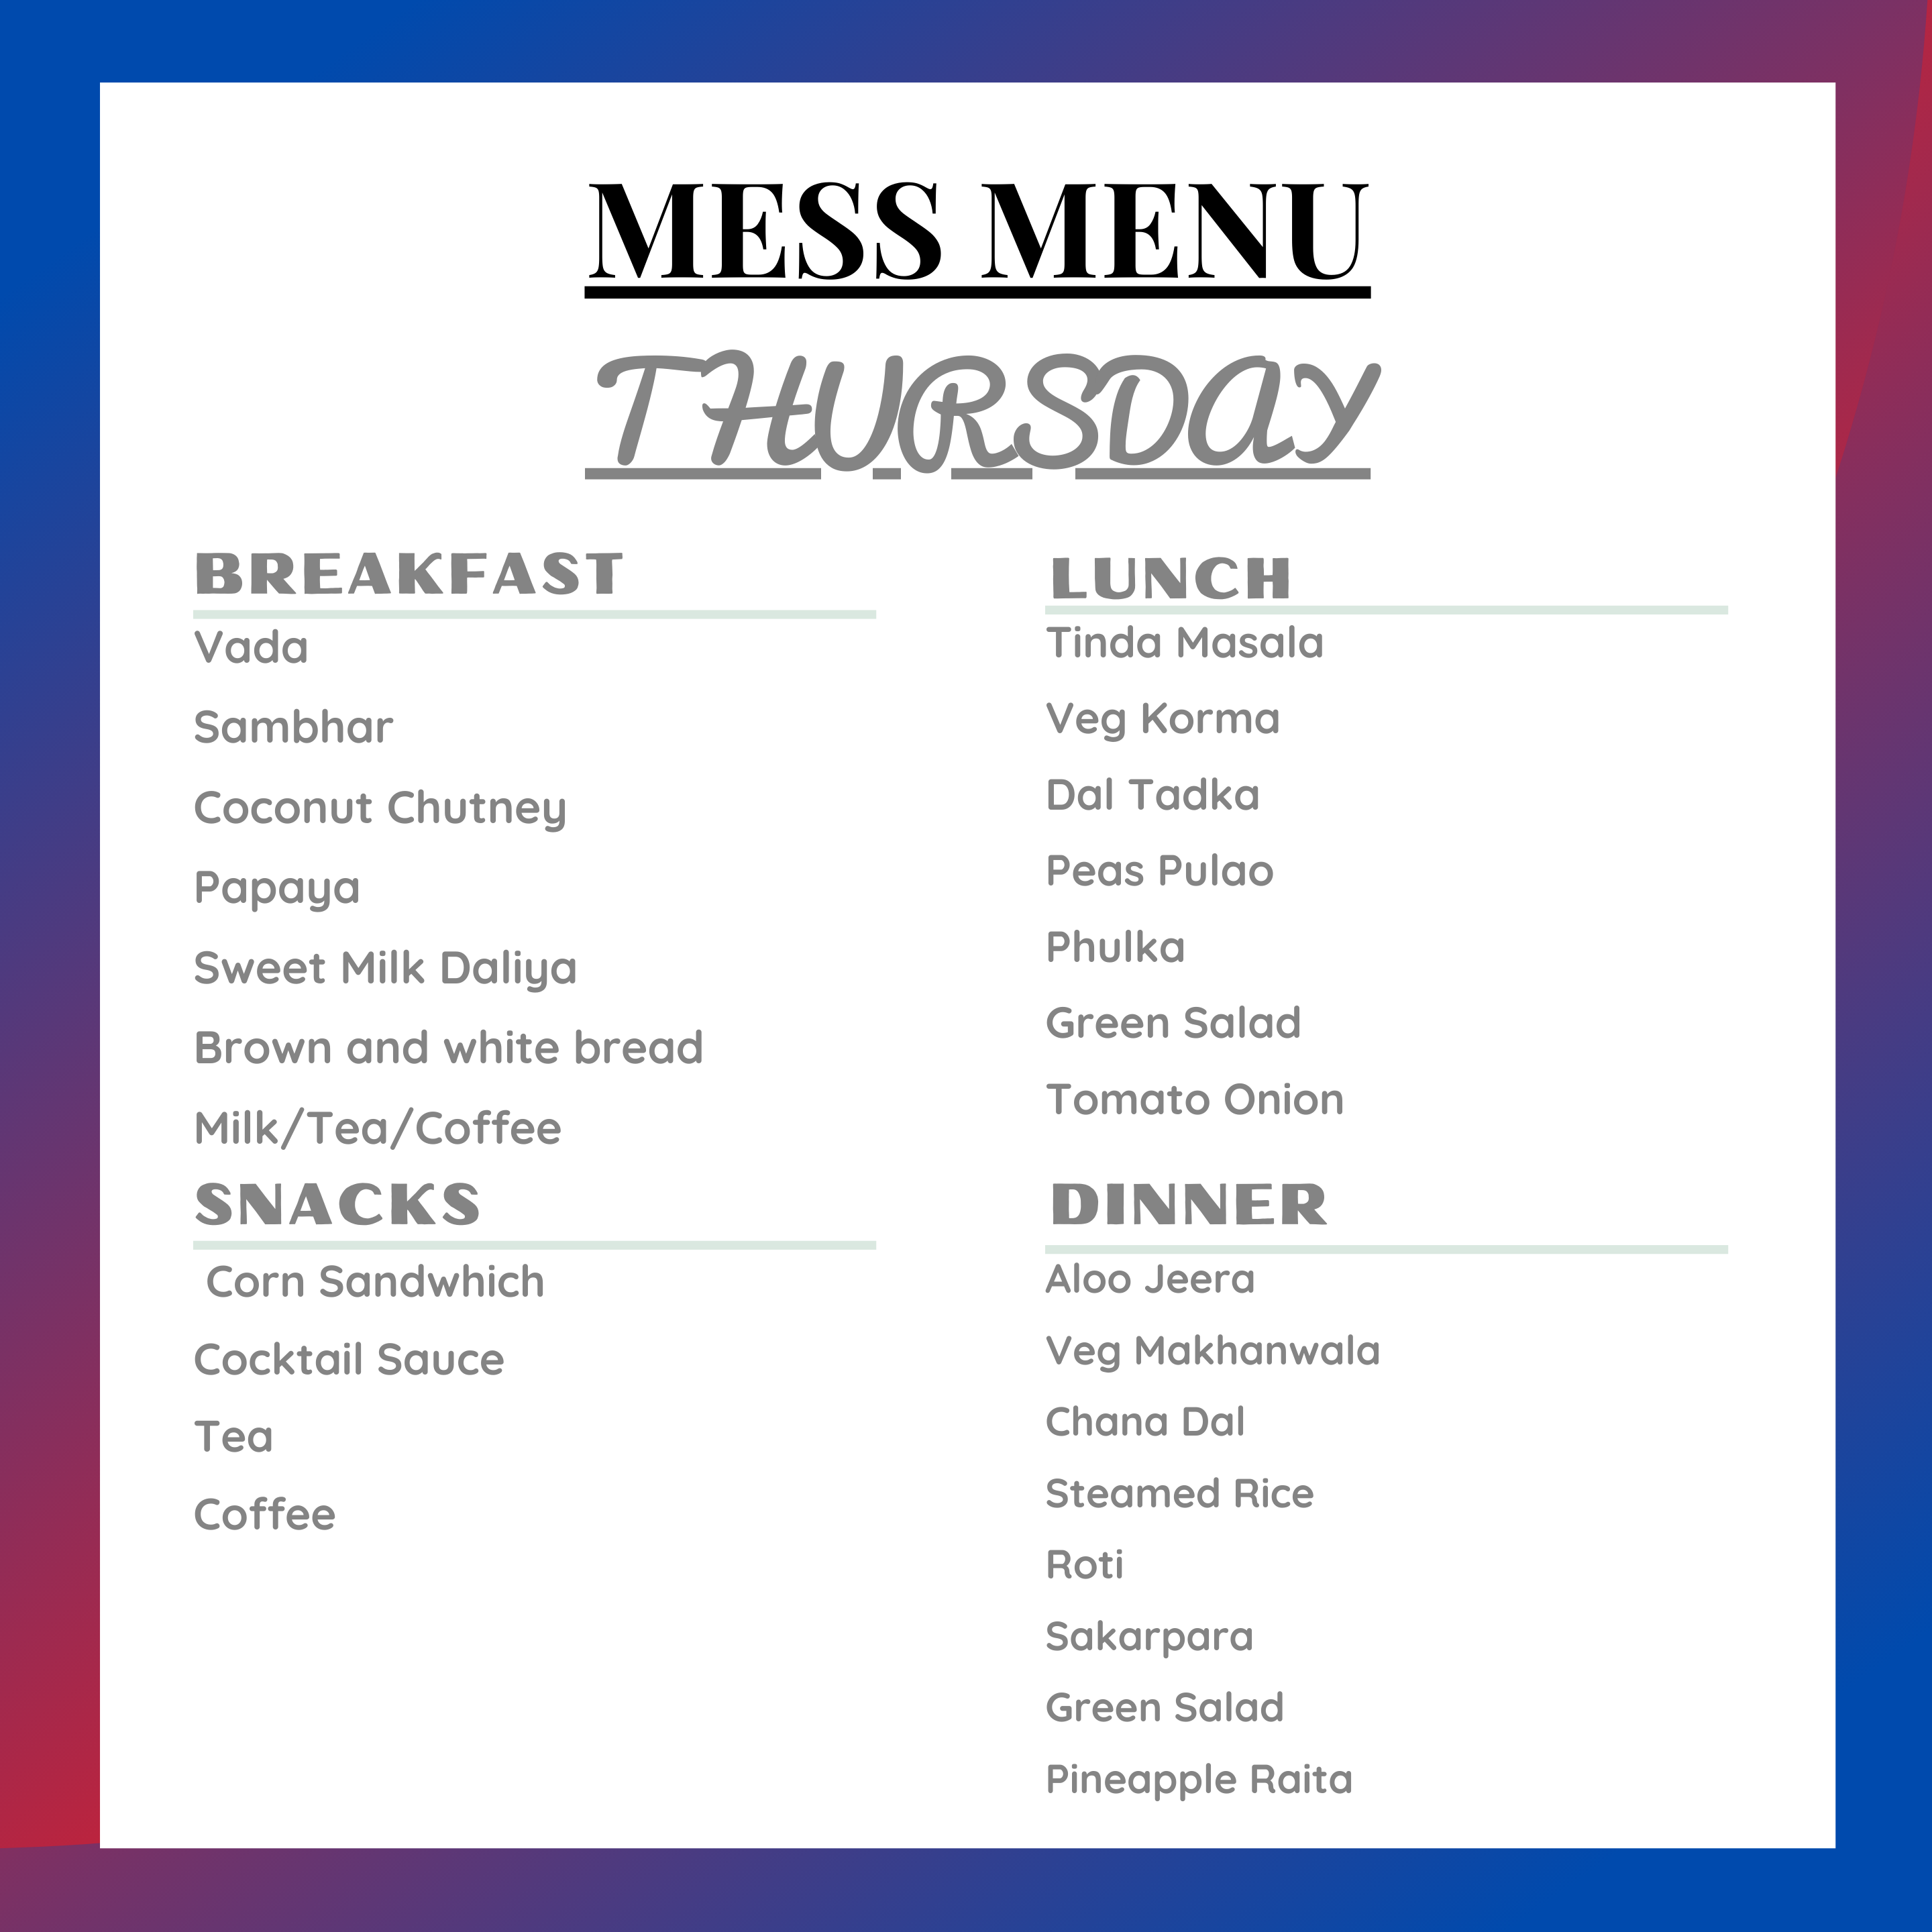 MESS MENU
THURSDAY
BREAKFAST
Vada
Sambhar
Coconut Chutney
Papaya
Sweet Milk Daliya
Brown and white bread
Milk/Tea/Coffee
SNACKS
Corn Sandwhich
Cocktail Sauce
Tea
Coffee
LUNCH
Tinda Masala
Veg Korma
Dal Tadka
Peas Pulao
Phulka
Green Salad
Tomato Onion
DINNER
Aloo Jeera
Veg Makhanwala
Chana Dal
Steamed Rice
Roti
Sakarpara
Green Salad
Pineapple Raita